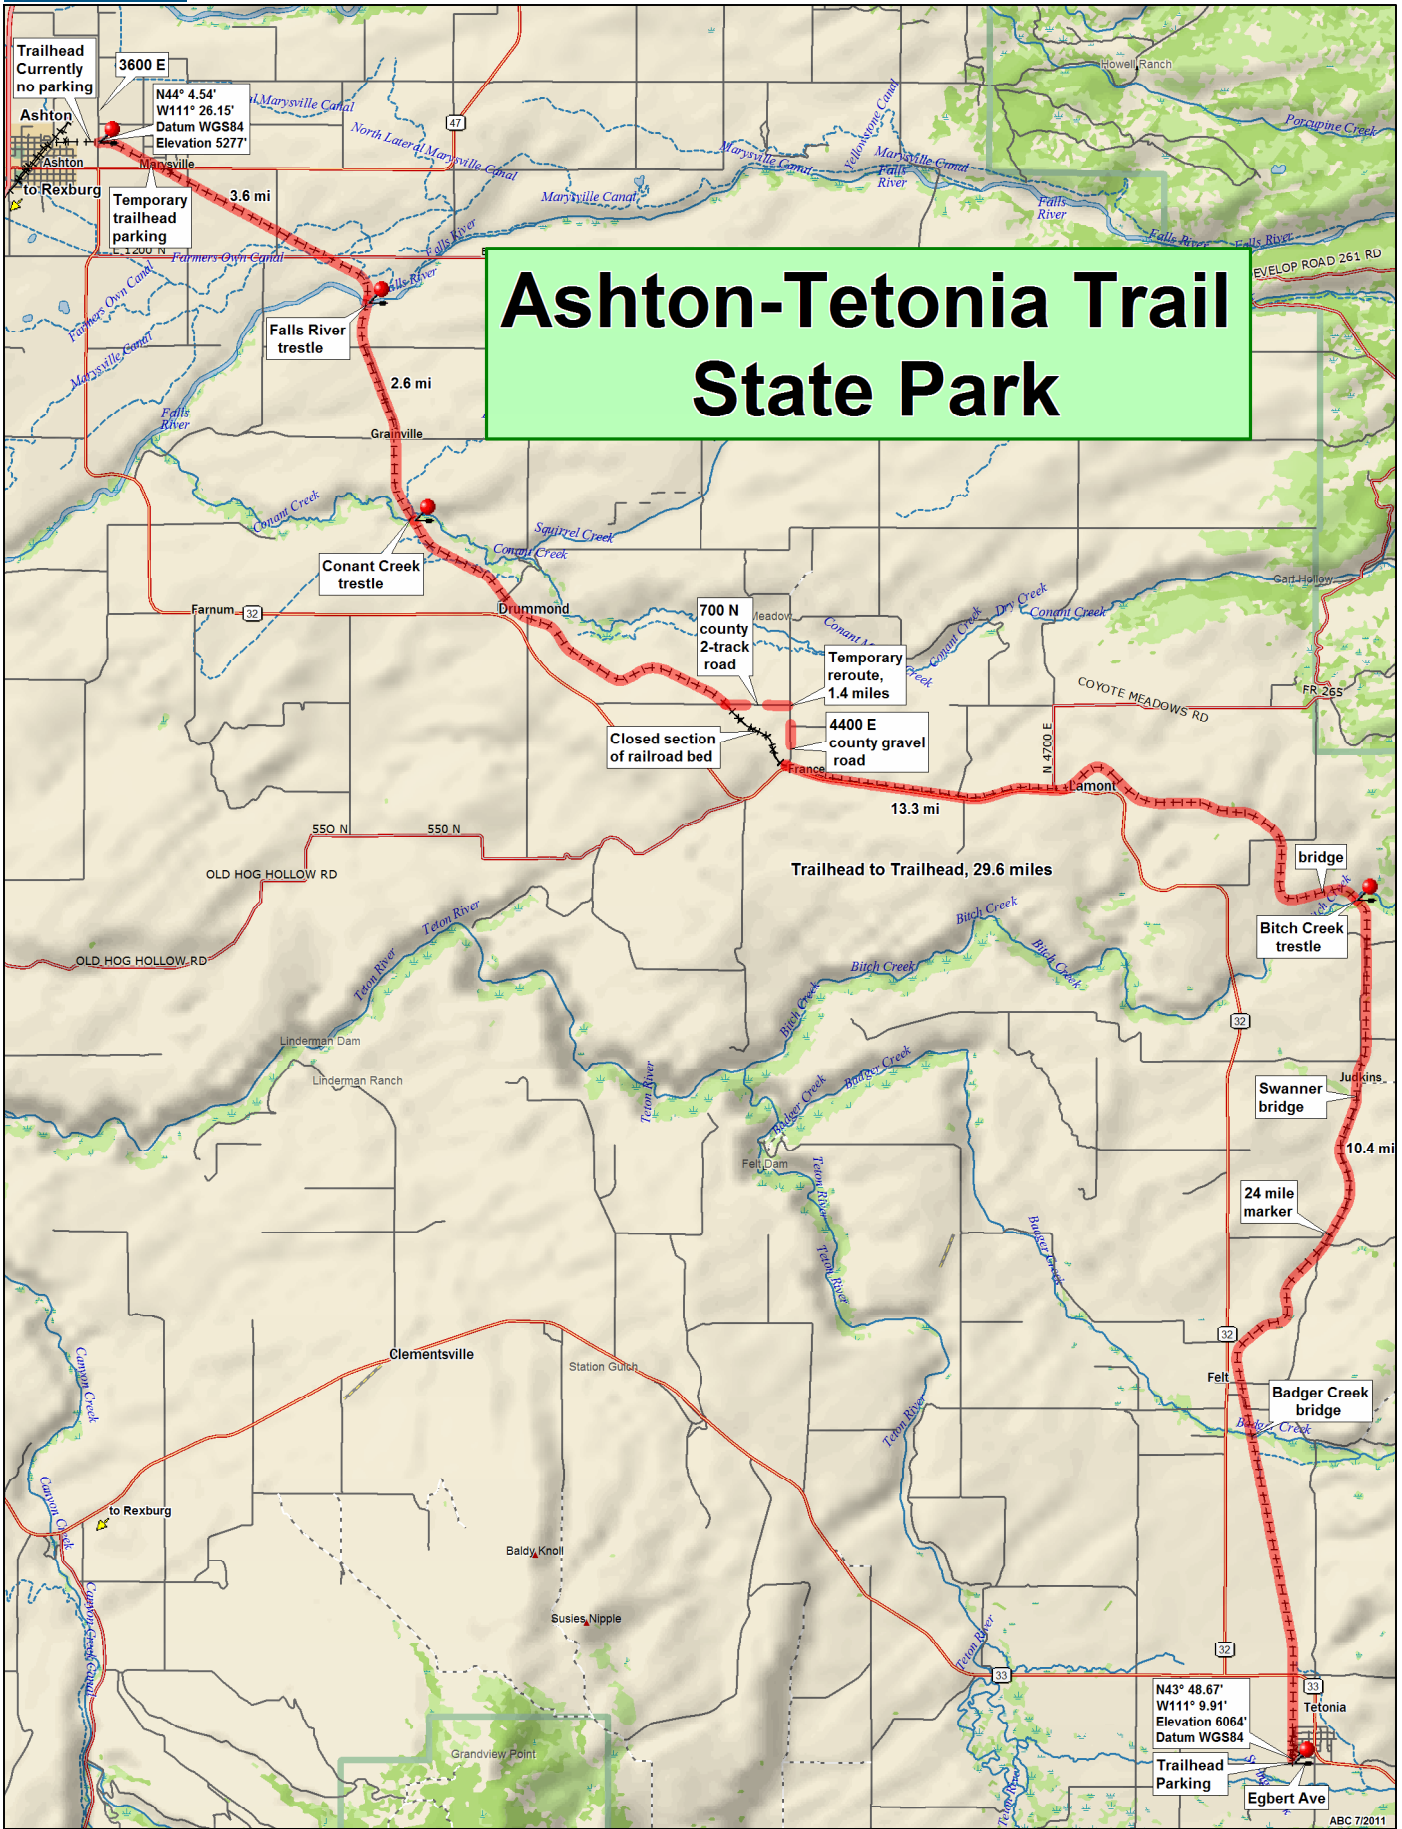 Ashton-Tetonia Trail
State Park
Trailhead
Currently
no parking
3600 E
N44° 4.54'
W111° 26.15'
Datum WGS84
Elevation 5277'
Ashton
Ashton
Marysville
to Rexburg
Temporary
trailhead
parking
3.6 mi
E 1200 N
Marysville Canal
North Lateral Marysville Canal
47
Marysville Canal
Marysville Canal
Yellowstone Canal
Marysville Canal
Falls
River
Howell Ranch
Porcupine Creek
Falls
River
Falls River
Falls River
EVELOP ROAD 261 RD
Farmers Own Canal
Farmers Own Canal
Marysville Canal
Falls River
Falls River
Falls River
trestle
2.6 mi
Falls
River
Grainville
Conant Creek
Squirrel Creek
Conant Creek
Conant Creek
trestle
Farnum
32
Drummond
700 N
county
2-track
road
Meadow
Temporary
reroute,
1.4 miles
Conant Creek
Dry Creek
Conant Creek
Cart Hollow
COYOTE MEADOWS RD
FR 265
N 4700 E
Closed section
of railroad bed
4400 E
county gravel
road
France
Lamont
13.3 mi
Trailhead to Trailhead, 29.6 miles
550 N
550 N
OLD HOG HOLLOW RD
OLD HOG HOLLOW RD
bridge
Bitch Creek
trestle
Teton River
Teton River
Bitch Creek
Bitch Creek
Bitch Creek
Bitch Creek
32
Linderman Dam
Linderman Ranch
Teton River
Teton River
Badger Creek
Badger Creek
Felt Dam
Judkins
Swanner
bridge
10.4 mi
24 mile
marker
Teton River
Teton River
Badger Creek
32
Felt
Badger Creek
bridge
Badger Creek
Clementsville
Station Gulch
Teton River
Canyon Creek
Canyon Creek
to Rexburg
Canyon Creek Canal
Baldy Knoll
Susies Nipple
Grandview Point
Teton River
Teton River
33
32
33
Tetonia
N43° 48.67'
W111° 9.91'
Elevation 6064'
Datum WGS84
Trailhead
Parking
Egbert Ave
ABC 7/2011